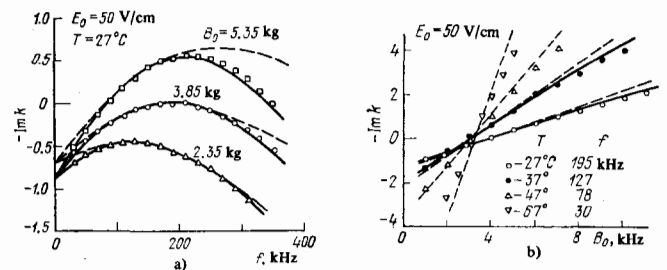 E₀=50 V/cm
T=27°C
B₀=5.35 kg
3.85 kg
2.35 kg
-Im k
1.0
0.5
0
-0.5
-1.0
-1.5
0 200 400
f, kHz
a)
E₀=50 V/cm
-Im k
4
2
0
-2
-4
T f
○-27°C 195 kHz
●-37° 127
△-47° 78
▽-67° 30
0 4 8 B₀, kg
b)